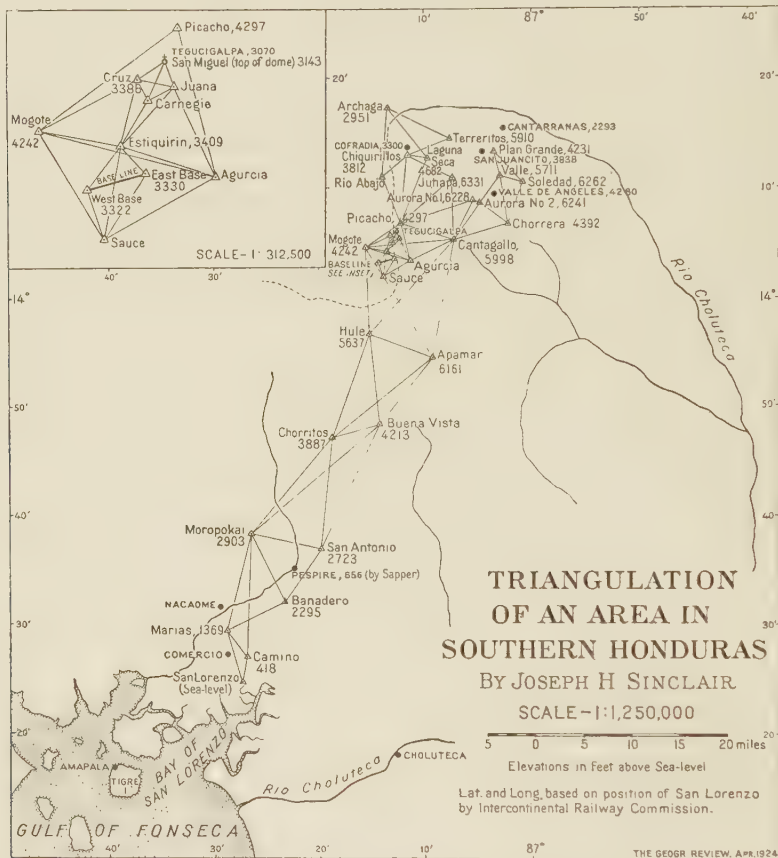 10'
87°
50'
40'
Picacho, 4297
TEGUCIGALPA, 3070
San Miguel (top of dome) 3143
Cruz
3386
Juana
Carnegie
Mogote
4242
Estiquirin, 3409
BASE LINE
East Base
3330
Agurcia
West Base
3322
Sauce
SCALE-1: 312,500
40'
30'
20'
Archaga
2951
CANTARRANAS, 2293
Terreritos, 5910
COFRADIA, 3300
Laguna
Seca
4682
Plan Grande, 4231
Chiquirillos
3812
SAN JUANCITO, 3838
Valle, 5711
Rio Abajo
Jutiapa, 6331
Soledad, 6262
10'
VALLE DE ANGELES, 4260
Aurora No.1, 6228
Aurora No 2, 6241
Picacho
4297
TEGUCIGALPA
Chorrera 4392
Mogote
4242
Cantagallo,
5998
BASELINE
SEE INSET
Agurcia
Sauce
Rio Choluteca
14°
14°
Hule
5637
Apamar
6161
50'
50'
Buena Vista
4213
Chorritos
3887
40'
40'
Moropokai
2903
San Antonio
2723
PESPIRE, 656 (by Sapper)
NACAOME
Banadero
2295
30'
30'
Marias, 1369
COMERCIO
Camino
418
San Lorenzo
(Sea-level)
TRIANGULATION
OF AN AREA IN
SOUTHERN HONDURAS
BY JOSEPH H SINCLAIR
SCALE-1:1,250,000
20'
20'
5 0 5 10 15 20 miles
Elevations in Feet above Sea-level
Lat. and Long. based on position of San Lorenzo
by Intercontinental Railway Commission.
AMAPALA
TIGRE
I
BAY OF
SAN LORENZO
Rio Choluteca
CHOLUTECA
GULF OF FONSECA
30'
20'
10'
87°
THE GEOGR REVIEW, APR.1924